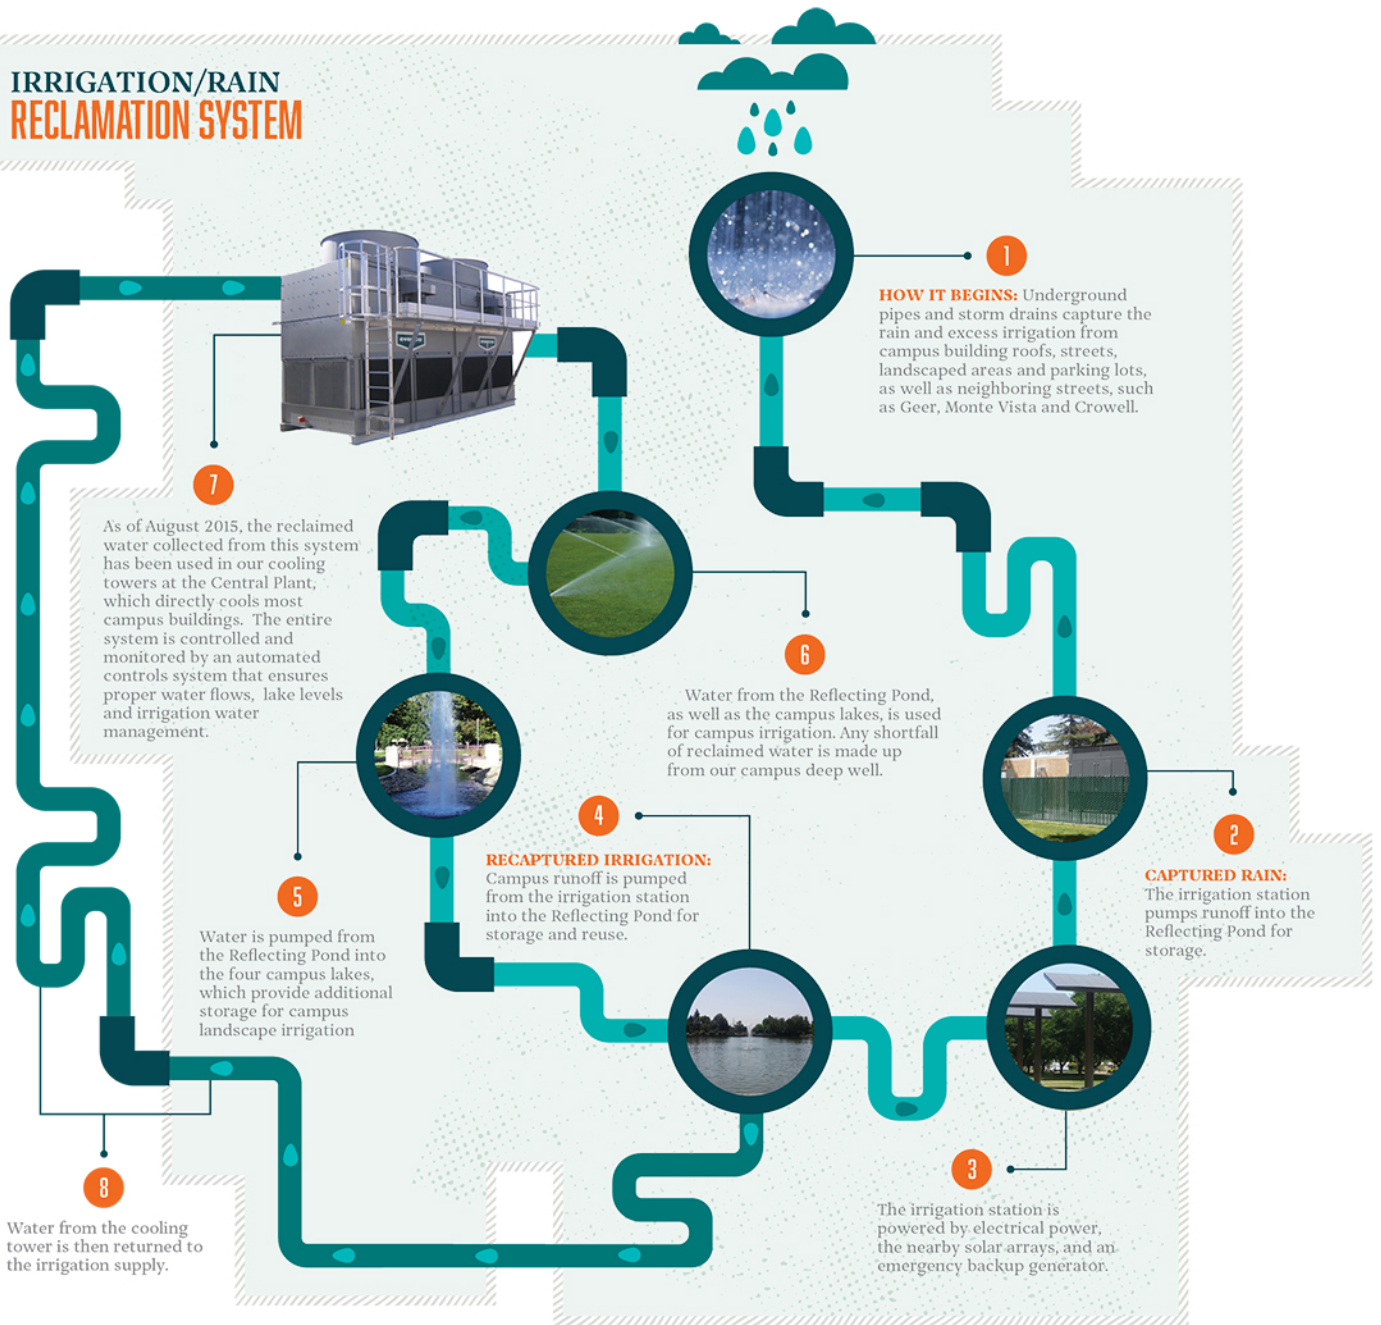 IRRIGATION/RAIN
RECLAMATION SYSTEM
1
HOW IT BEGINS: Underground
pipes and storm drains capture the
rain and excess irrigation from
campus building roofs, streets,
landscaped areas and parking lots,
as well as neighboring streets, such
as Geer, Monte Vista and Crowell.
2
CAPTURED RAIN:
The irrigation station
pumps runoff into the
Reflecting Pond for
storage.
3
The irrigation station is
powered by electrical power,
the nearby solar arrays, and an
emergency backup generator.
4
RECAPTURED IRRIGATION:
Campus runoff is pumped
from the irrigation station
into the Reflecting Pond for
storage and reuse.
5
Water is pumped from
the Reflecting Pond into
the four campus lakes,
which provide additional
storage for campus
landscape irrigation
6
Water from the Reflecting Pond,
as well as the campus lakes, is used
for campus irrigation. Any shortfall
of reclaimed water is made up
from our campus deep well.
7
As of August 2015, the reclaimed
water collected from this system
has been used in our cooling
towers at the Central Plant,
which directly cools most
campus buildings.  The entire
system is controlled and
monitored by an automated
controls system that ensures
proper water flows,  lake levels
and irrigation water
management.
8
Water from the cooling
tower is then returned to
the irrigation supply.